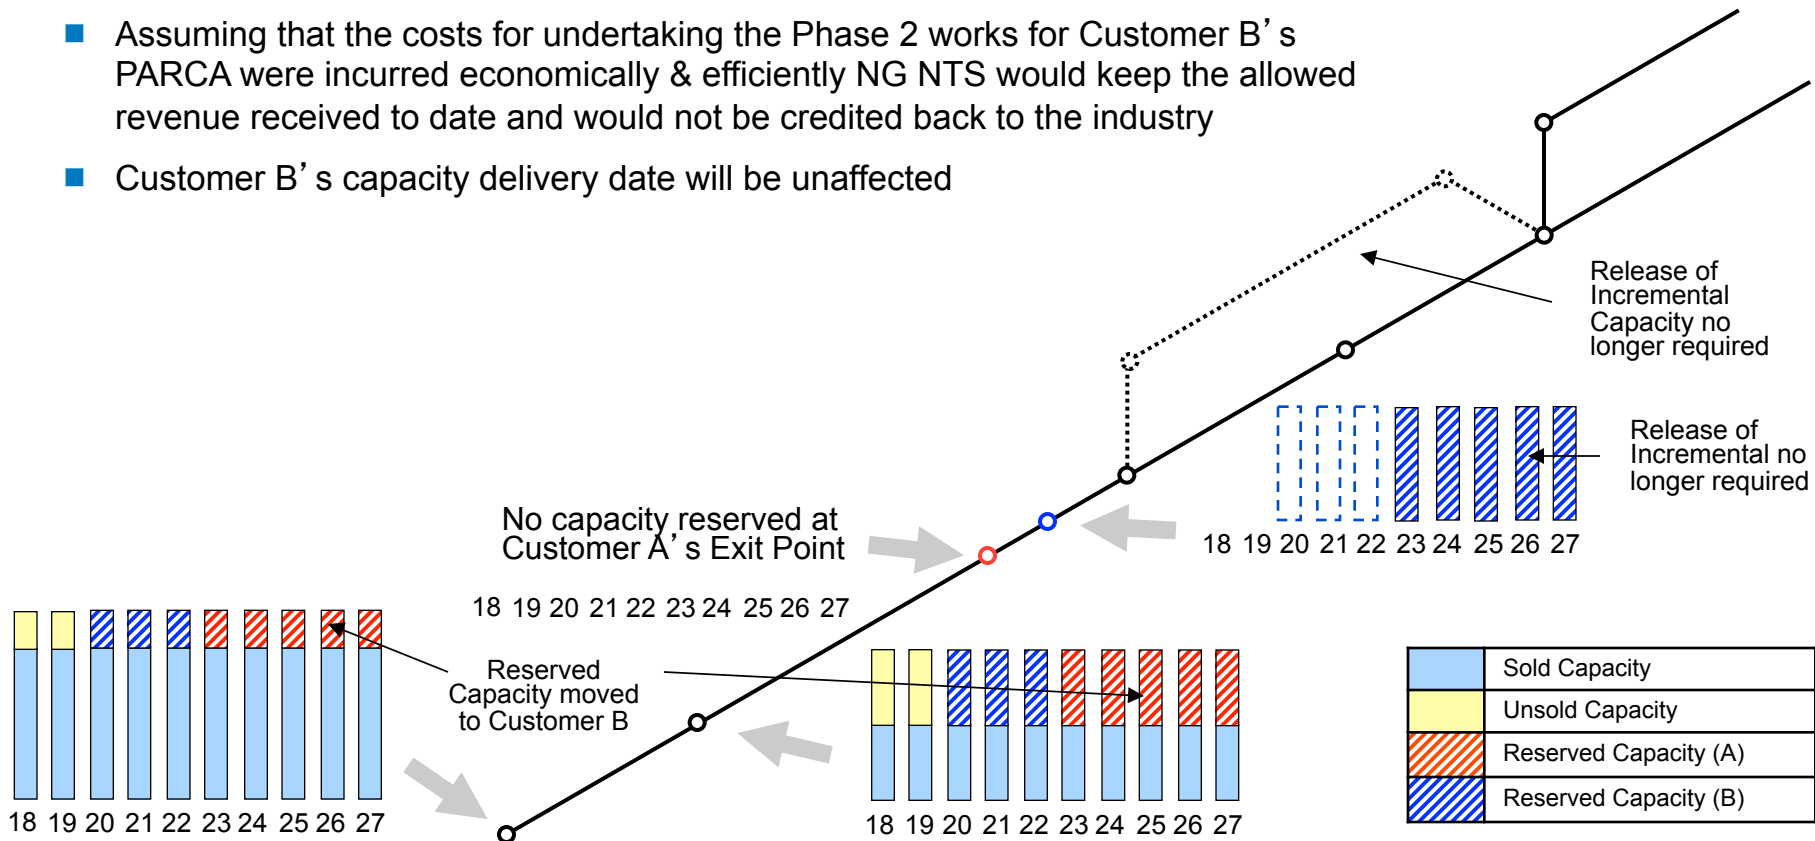 Assuming that the costs for undertaking the Phase 2 works for Customer B’s
PARCA were incurred economically & efficiently NG NTS would keep the allowed
revenue received to date and would not be credited back to the industry
Customer B’s capacity delivery date will be unaffected
Release of
Incremental
Capacity no
longer required
Release of
Incremental no
longer required
18 19 20 21 22 23 24 25 26 27
No capacity reserved at
Customer A’s Exit Point
18 19 20 21 22 23 24 25 26 27
Reserved
Capacity moved
to Customer B
18 19 20 21 22 23 24 25 26 27
18 19 20 21 22 23 24 25 26 27
Sold Capacity
Unsold Capacity
Reserved Capacity (A)
Reserved Capacity (B)